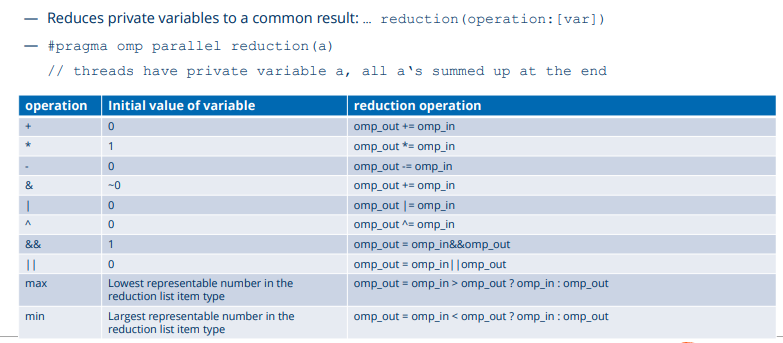 — Reduces private variables to a common result: … reduction(operation:[var])
— #pragma omp parallel reduction(a)
// threads have private variable a, all a‘s summed up at the end
operation Initial value of variable reduction operation
+ 0 omp_out += omp_in
* 1 omp_out *= omp_in
- 0 omp_out -= omp_in
& ~0 omp_out += omp_in
| 0 omp_out |= omp_in
^ 0 omp_out ^= omp_in
&& 1 omp_out = omp_in&&omp_out
|| 0 omp_out = omp_in||omp_out
max Lowest representable number in the omp_out = omp_in > omp_out ? omp_in : omp_out
reduction list item type
min Largest representable number in the omp_out = omp_in < omp_out ? omp_in : omp_out
reduction list item type